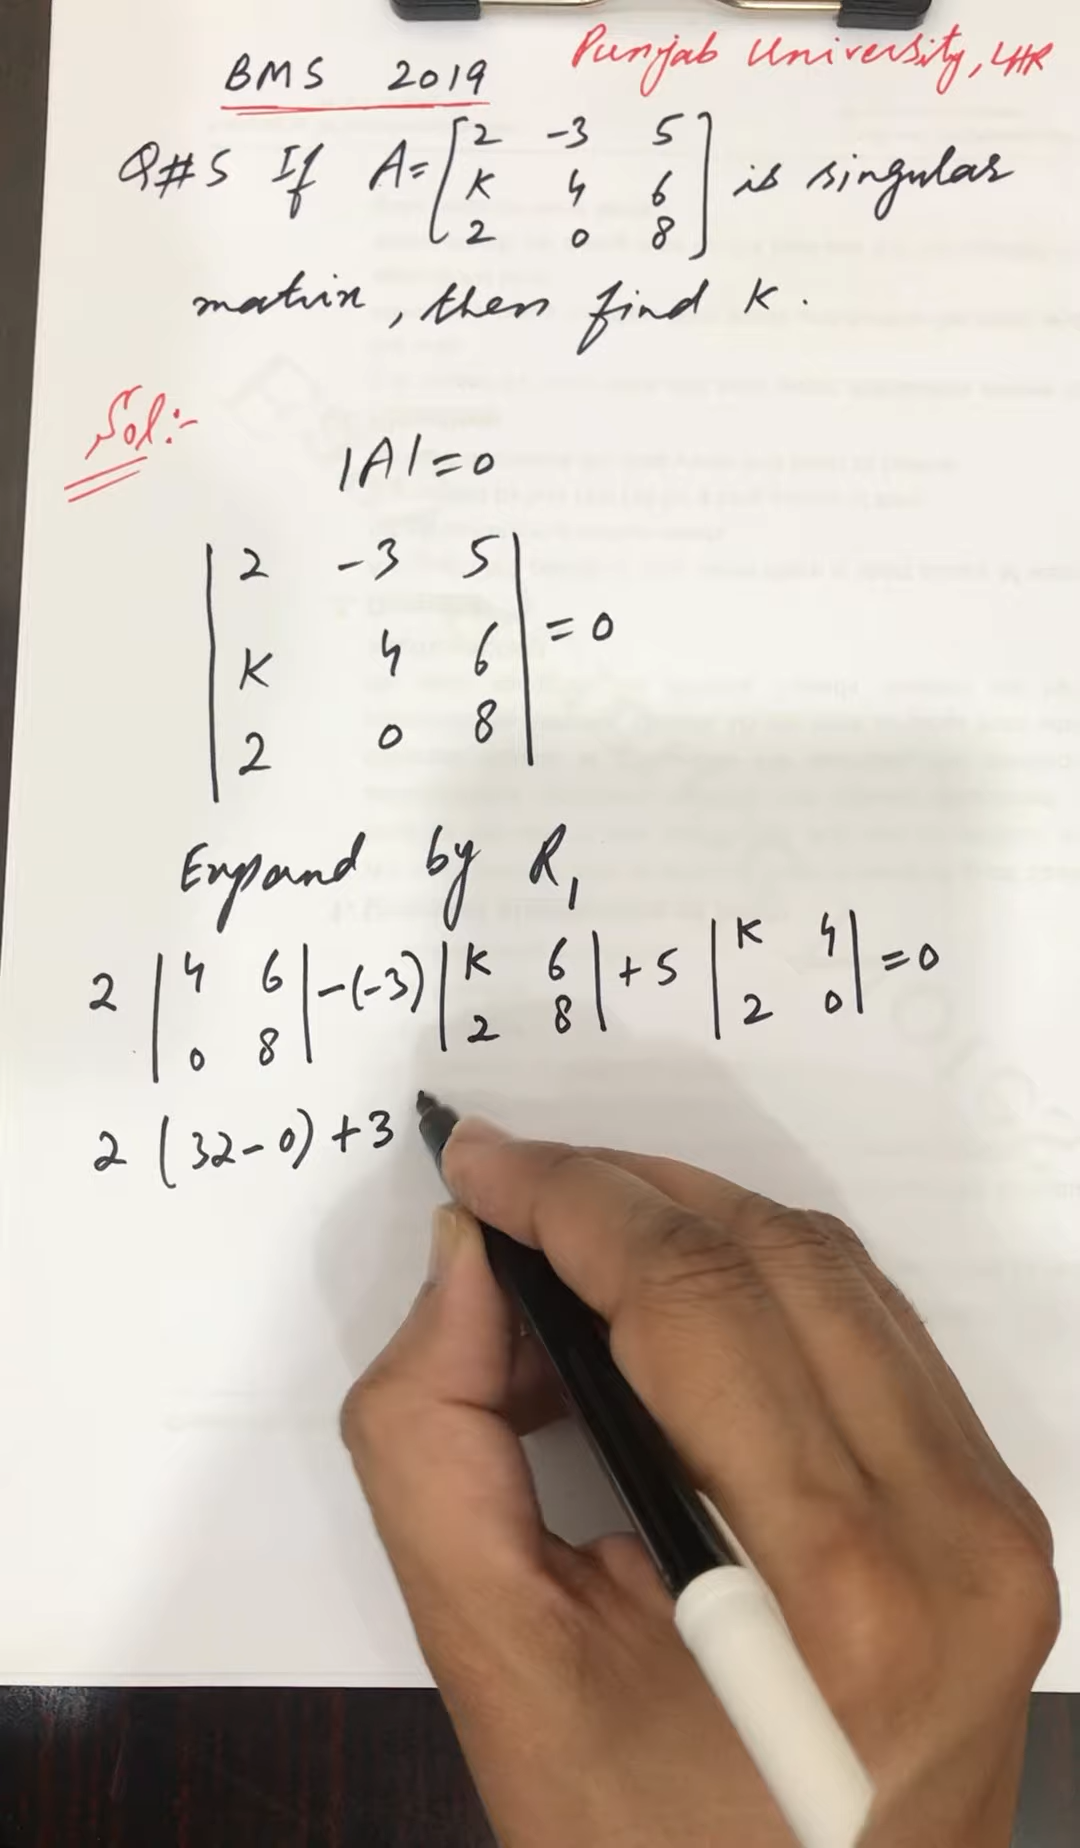 BMS 2019 Punjab University, LHR
Q#5 If A= [2 -3 5
K 4 6
2 0 8] is singular
matrix, then find K.
Sol:-
|A|=0
|2 -3 5|
|K 4 6| = 0
|2 0 8|
Expand by R1
2 |4 6| -(-3) |K 6| +5 |K 4| =0
|0 8| |2 8| |2 0|
2 (32-0) +3